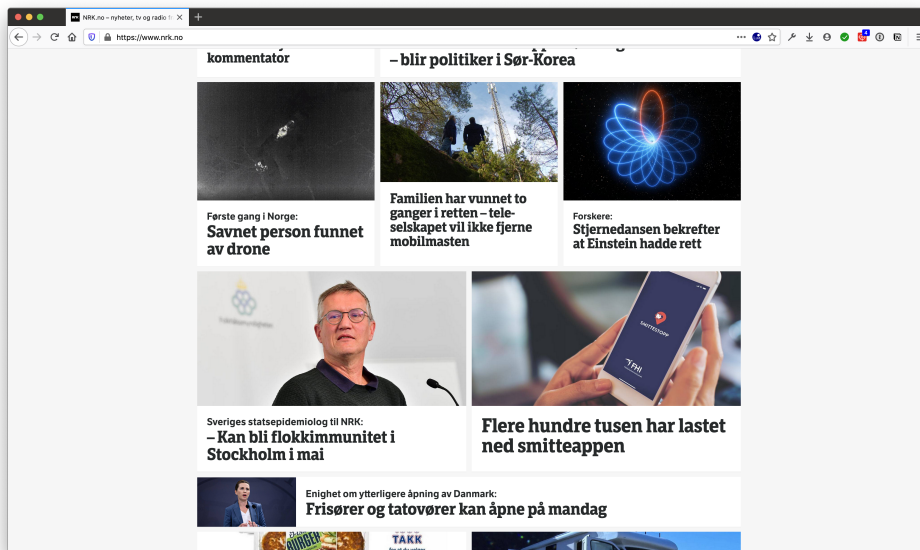 NRK.no – nyheter, tv og radio f
https://www.nrk.no
kommentator
– blir politiker i Sør-Korea
Første gang i Norge:
Savnet person funnet
av drone
Familien har vunnet to
ganger i retten – tele-
selskapet vil ikke fjerne
mobilmasten
Forskere:
Stjernedansen bekrefter
at Einstein hadde rett
SMITTESTOPP
FHI
Sveriges statsepidemiolog til NRK:
– Kan bli flokkimmunitet i
Stockholm i mai
Flere hundre tusen har lastet
ned smitteappen
Enighet om ytterligere åpning av Danmark:
Frisører og tatovører kan åpne på mandag
BURGER
TAKK